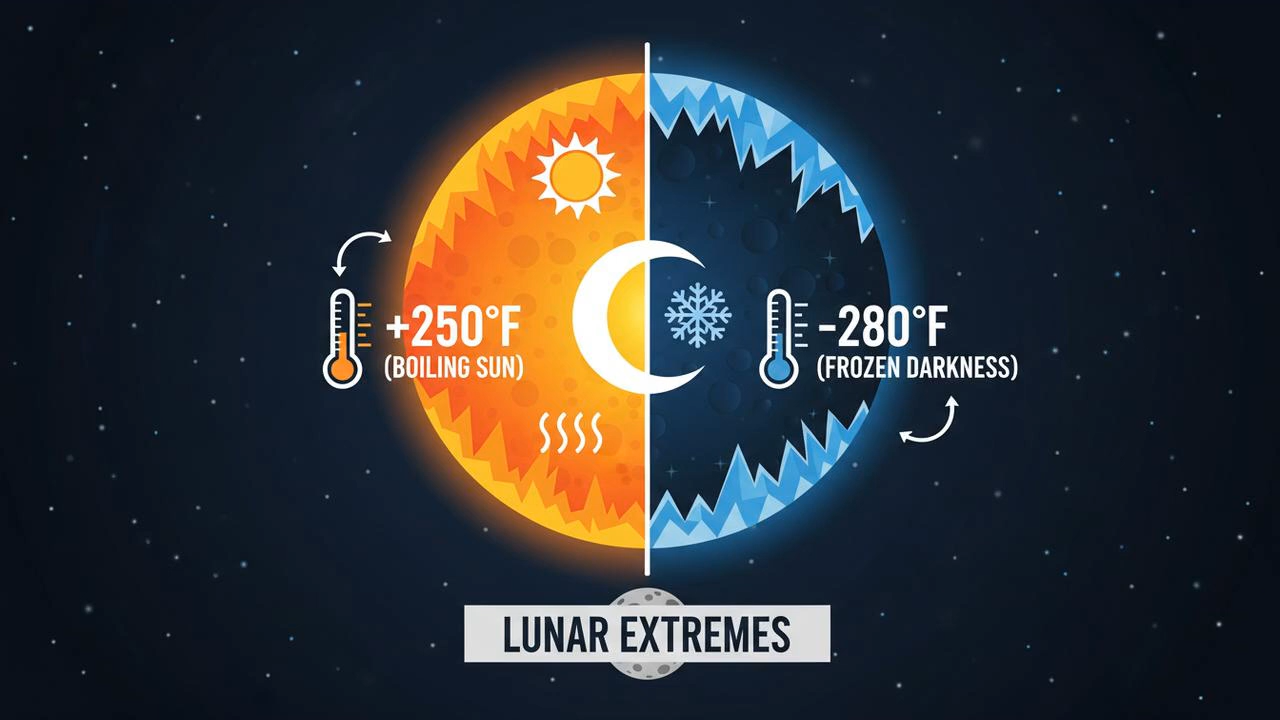 +250°F
(BOILING SUN)
-280°F
(FROZEN DARKNESS)
LUNAR EXTREMES